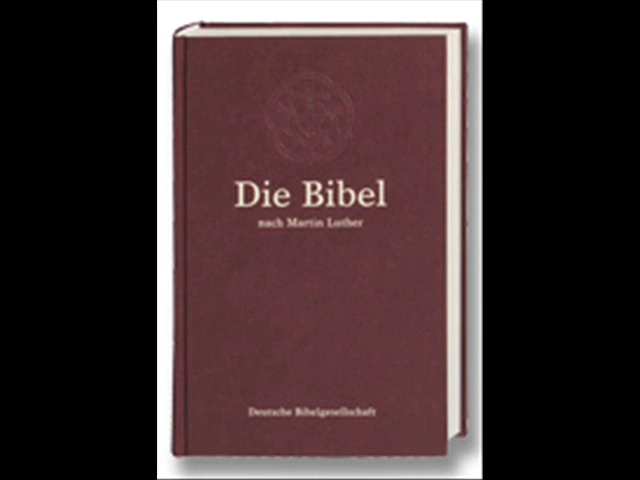 Die Bibel
nach Martin Luther
Deutsche Bibelgesellschaft